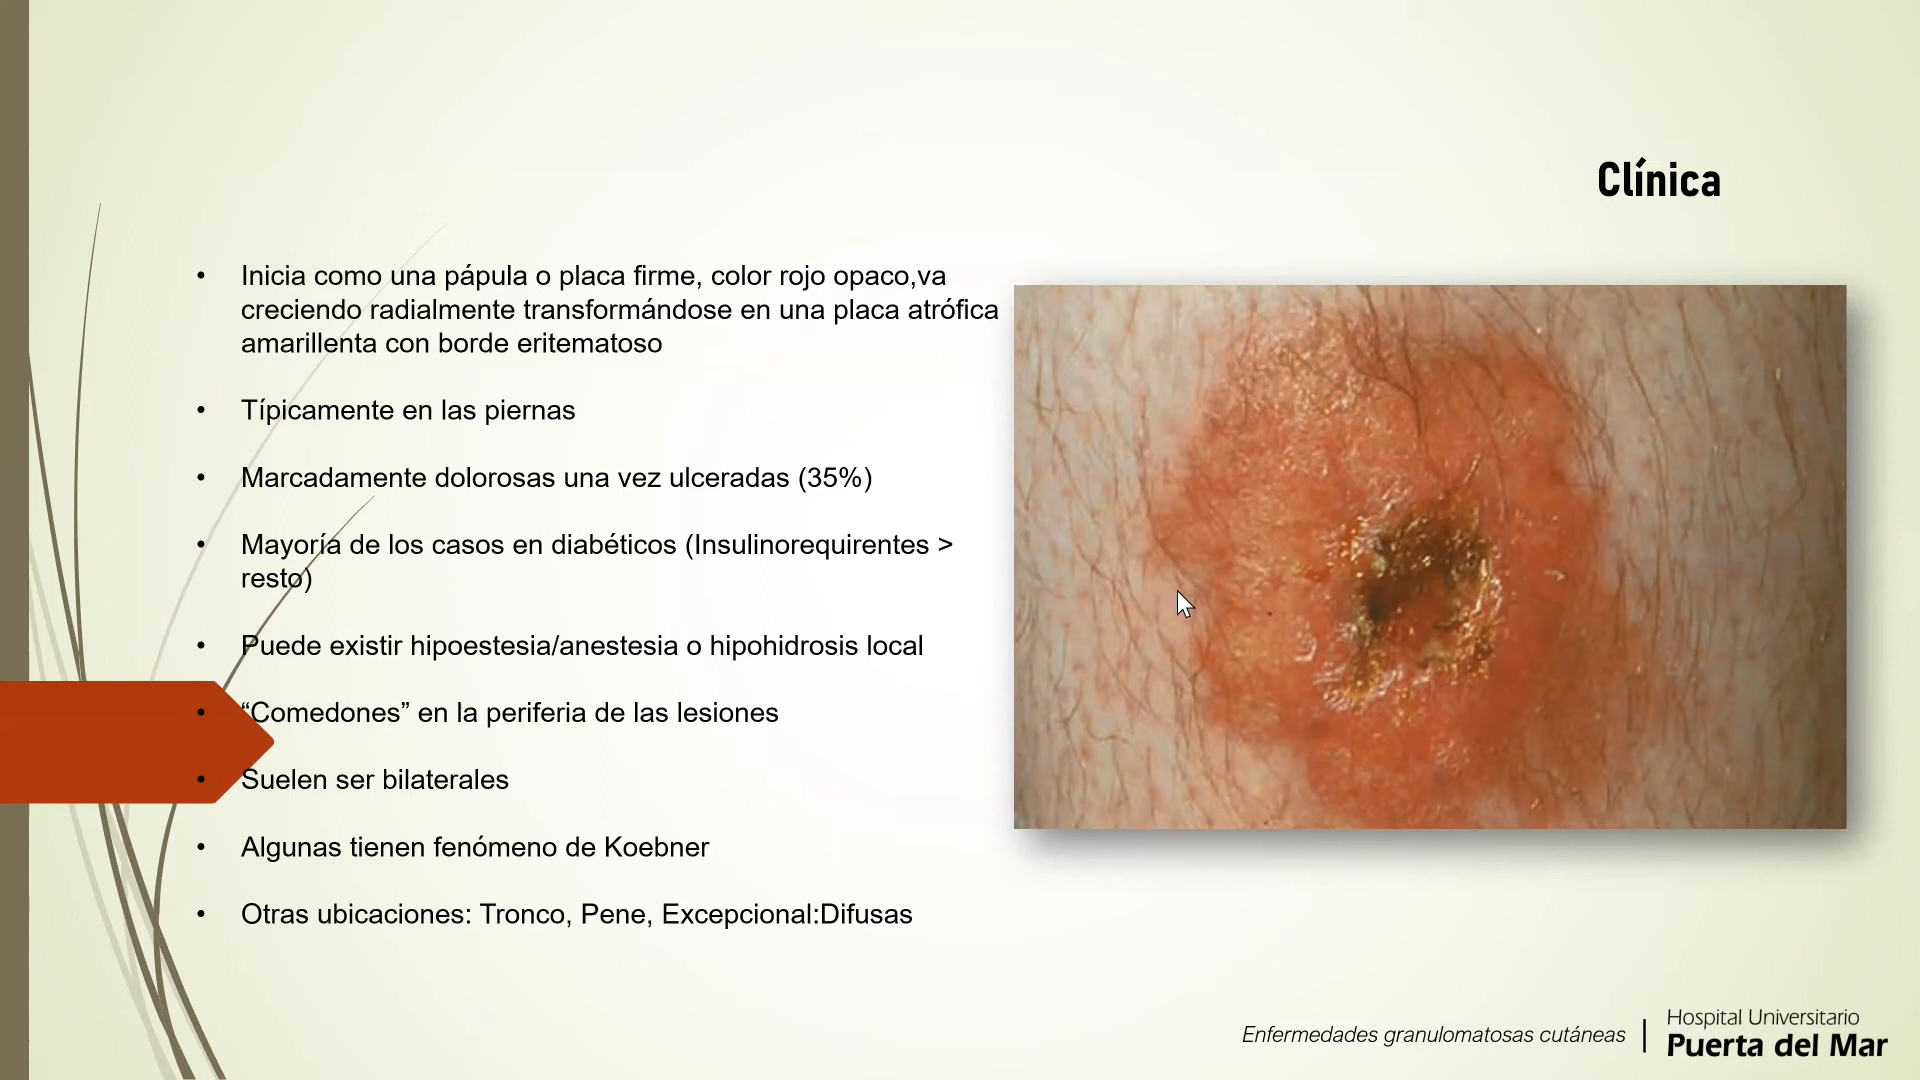 Clínica
• Inicia como una pápula o placa firme, color rojo opaco,va
creciendo radialmente transformándose en una placa atrófica
amarillenta con borde eritematoso
• Típicamente en las piernas
• Marcadamente dolorosas una vez ulceradas (35%)
• Mayoría de los casos en diabéticos (Insulinorequirentes >
resto)
• Puede existir hipoestesia/anestesia o hipohidrosis local
• “Comedones” en la periferia de las lesiones
• Suelen ser bilaterales
• Algunas tienen fenómeno de Koebner
• Otras ubicaciones: Tronco, Pene, Excepcional:Difusas
Enfermedades granulomatosas cutáneas
Hospital Universitario
Puerta del Mar